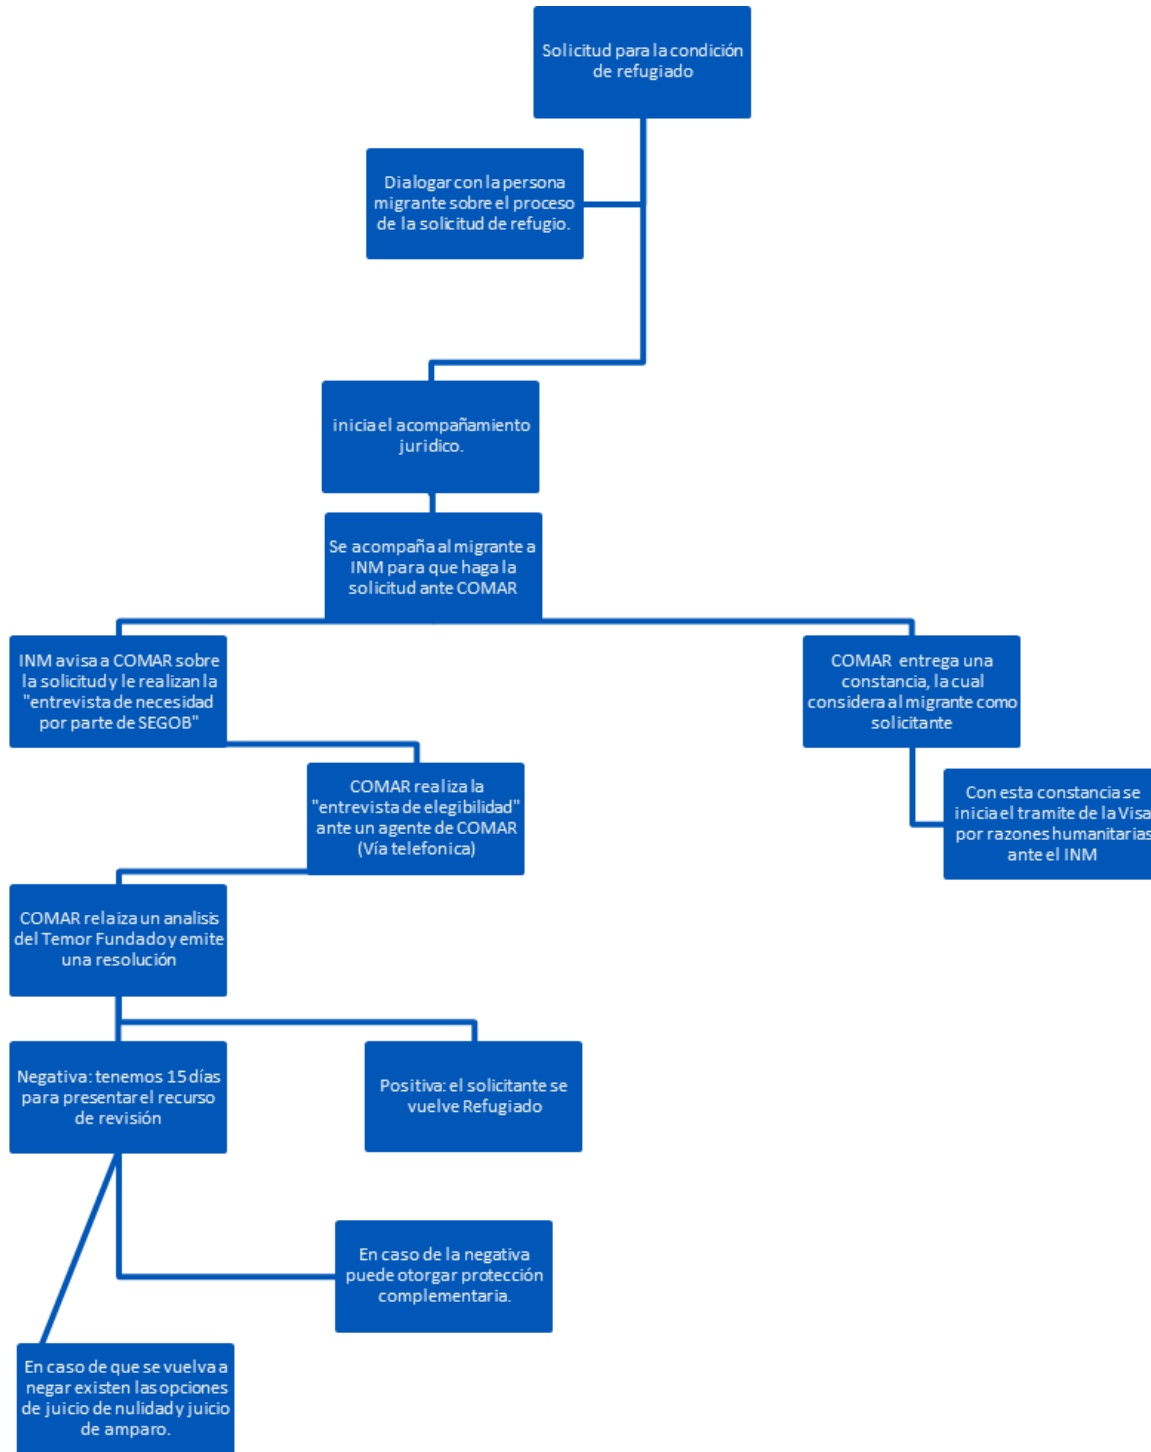 Solicitud para la condición
de refugiado
Dialogar con la persona
migrante sobre el proceso
de la solicitud de refugio.
inicia el acompañamiento
juridico.
Se acompaña al migrante a
INM para que haga la
solicitud ante COMAR
INM avisa a COMAR sobre
la solicitud y le realizan la
"entrevista de necesidad
por parte de SEGOB"
COMAR entrega una
constancia, la cual
considera al migrante como
solicitante
COMAR realiza la
"entrevista de elegibilidad"
ante un agente de COMAR
(Vía telefonica)
Con esta constancia se
inicia el tramite de la Visa
por razones humanitarias
ante el INM
COMAR relaiza un analisis
del Temor Fundado y emite
una resolución
Negativa: tenemos 15 días
para presentar el recurso
de revisión
Positiva: el solicitante se
vuelve Refugiado
En caso de la negativa
puede otorgar protección
complementaria.
En caso de que se vuelva a
negar existen las opciones
de juicio de nulidad y juicio
de amparo.